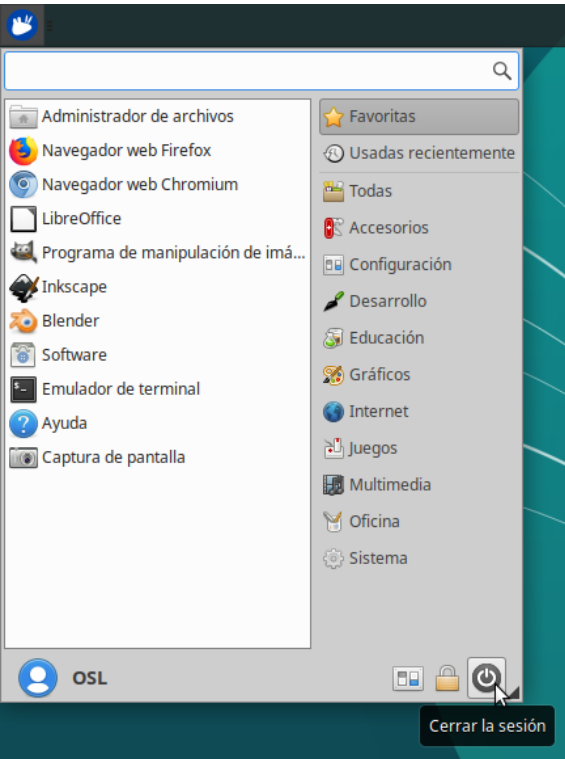 Administrador de archivos
Navegador web Firefox
Navegador web Chromium
LibreOffice
Programa de manipulación de imá...
Inkscape
Blender
Software
Emulador de terminal
Ayuda
Captura de pantalla
Favoritas
Usadas recientemente
Todas
Accesorios
Configuración
Desarrollo
Educación
Gráficos
Internet
Juegos
Multimedia
Oficina
Sistema
OSL
Cerrar la sesión